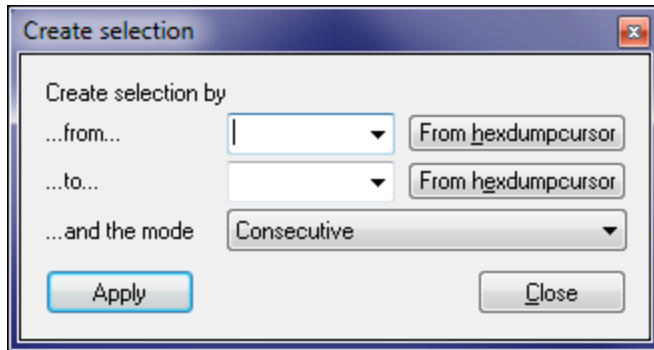 Create selection
Create selection by
...from... From hexdumpcursor
...to... From hexdumpcursor
...and the mode Consecutive
Apply Close